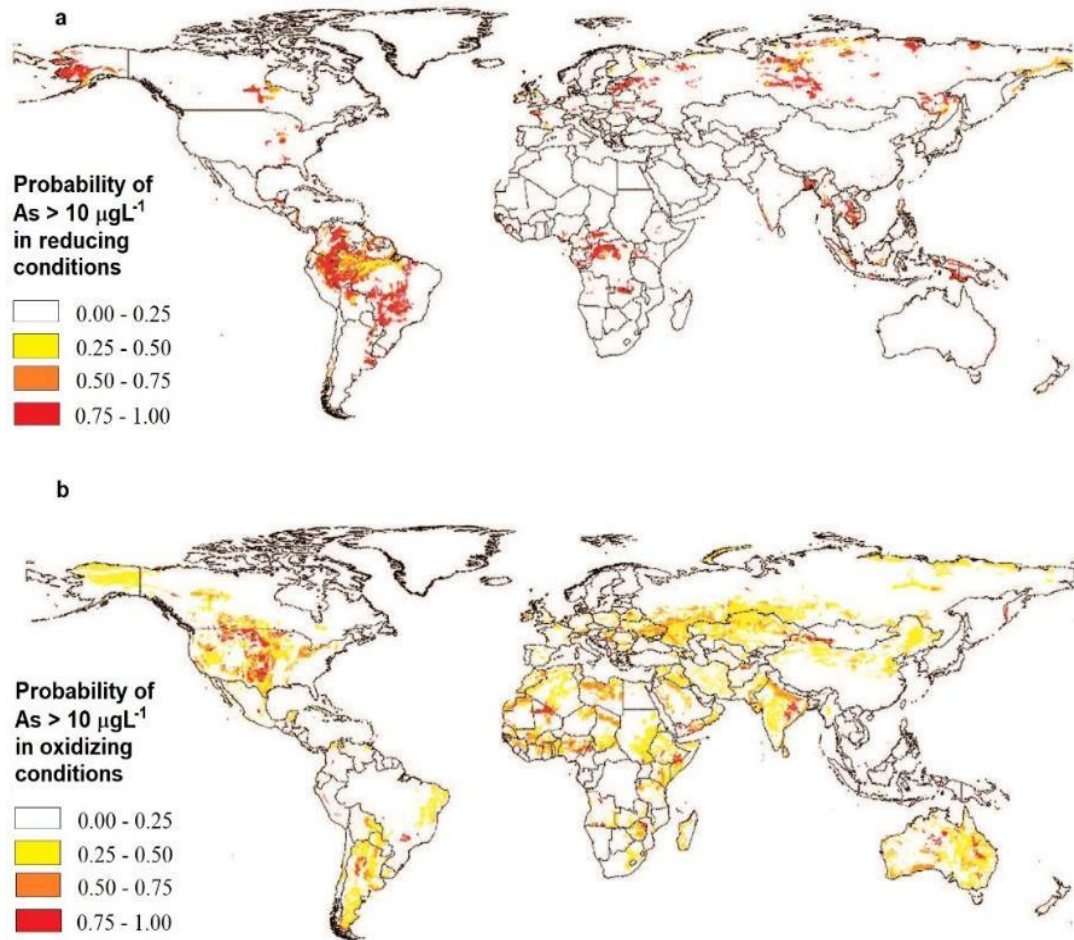 a
Probability of
As > 10 µgL⁻¹
in reducing
conditions
0.00 - 0.25
0.25 - 0.50
0.50 - 0.75
0.75 - 1.00
b
Probability of
As > 10 µgL⁻¹
in oxidizing
conditions
0.00 - 0.25
0.25 - 0.50
0.50 - 0.75
0.75 - 1.00